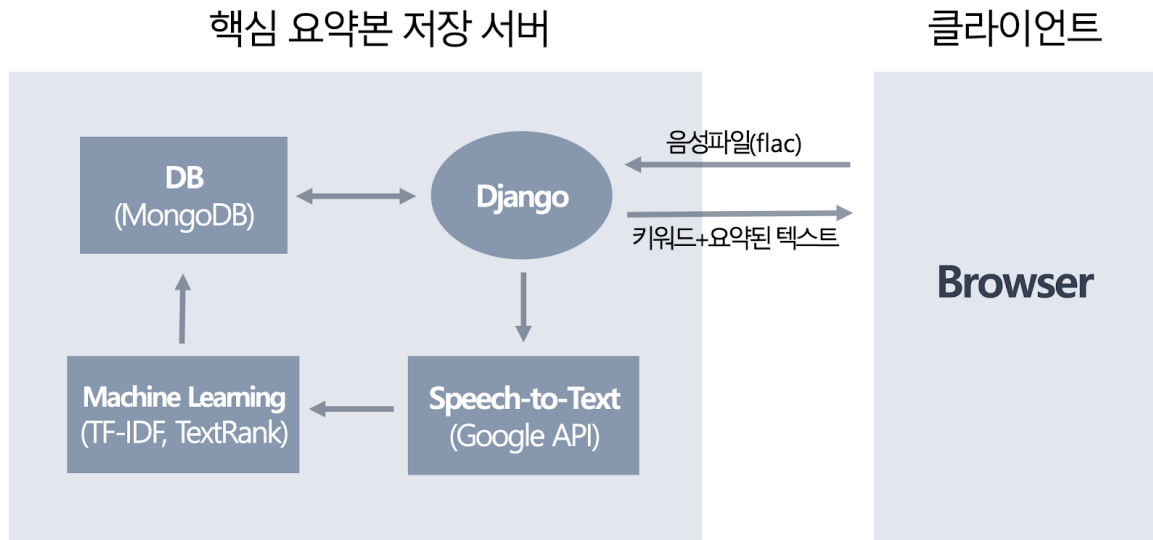 핵심 요약본 저장 서버
클라이언트
음성파일(flac)
DB
(MongoDB)
Django
키워드+요약된 텍스트
Browser
Machine Learning
(TF-IDF, TextRank)
Speech-to-Text
(Google API)